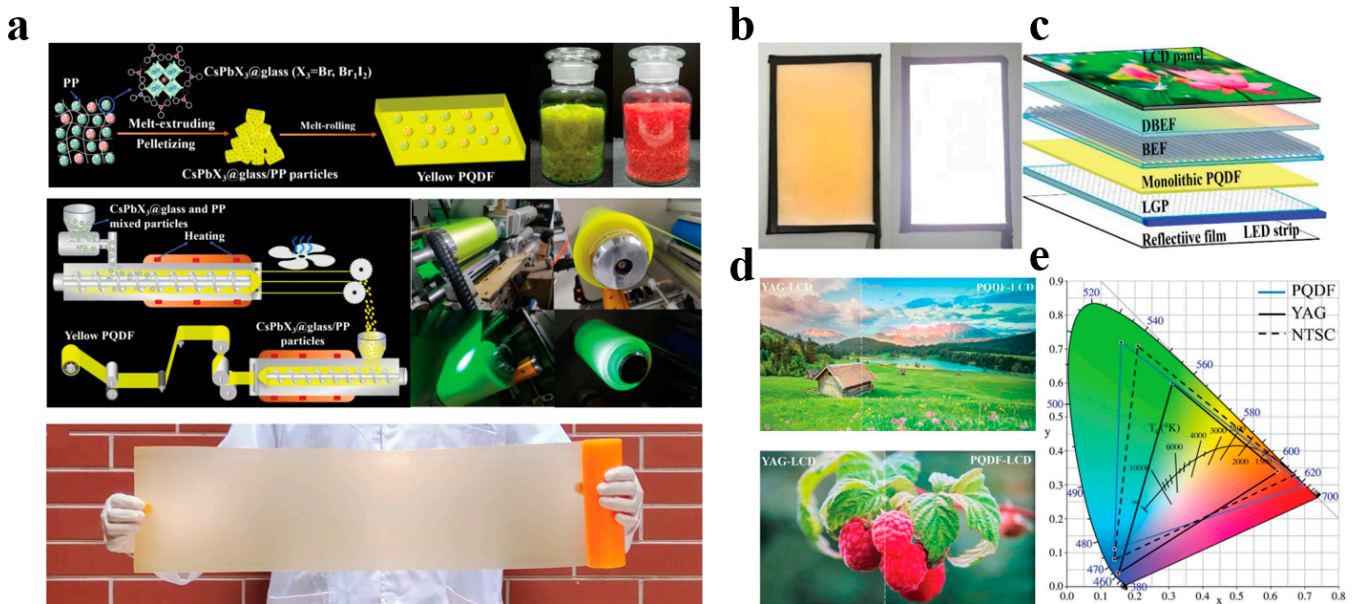 a
PP
CsPbX₃@glass (X₃=Br, Br₁I₂)
Melt-extruding
Pelletizing
Melt-rolling
CsPbX₃@glass/PP particles
Yellow PQDF
CsPbX₃@glass and PP
mixed particles
Heating
Yellow PQDF
CsPbX₃@glass/PP
particles
b
c
LCD panel
DBEF
BEF
Monolithic PQDF
LGP
Reflectiive film
LED strip
d
YAG-LCD
PQDF-LCD
YAG-LCD
PQDF-LCD
e
PQDF
YAG
NTSC
0.9
0.8
0.7
0.6
0.5
y
0.4
0.3
0.2
0.1
0.0
0.0
0.1
0.2
0.3
0.4
0.5
0.6
0.7
0.8
x
520
540
560
580
600
620
700
500
490
480
470
460
380
10000
6000
4000
3000
2000
1500